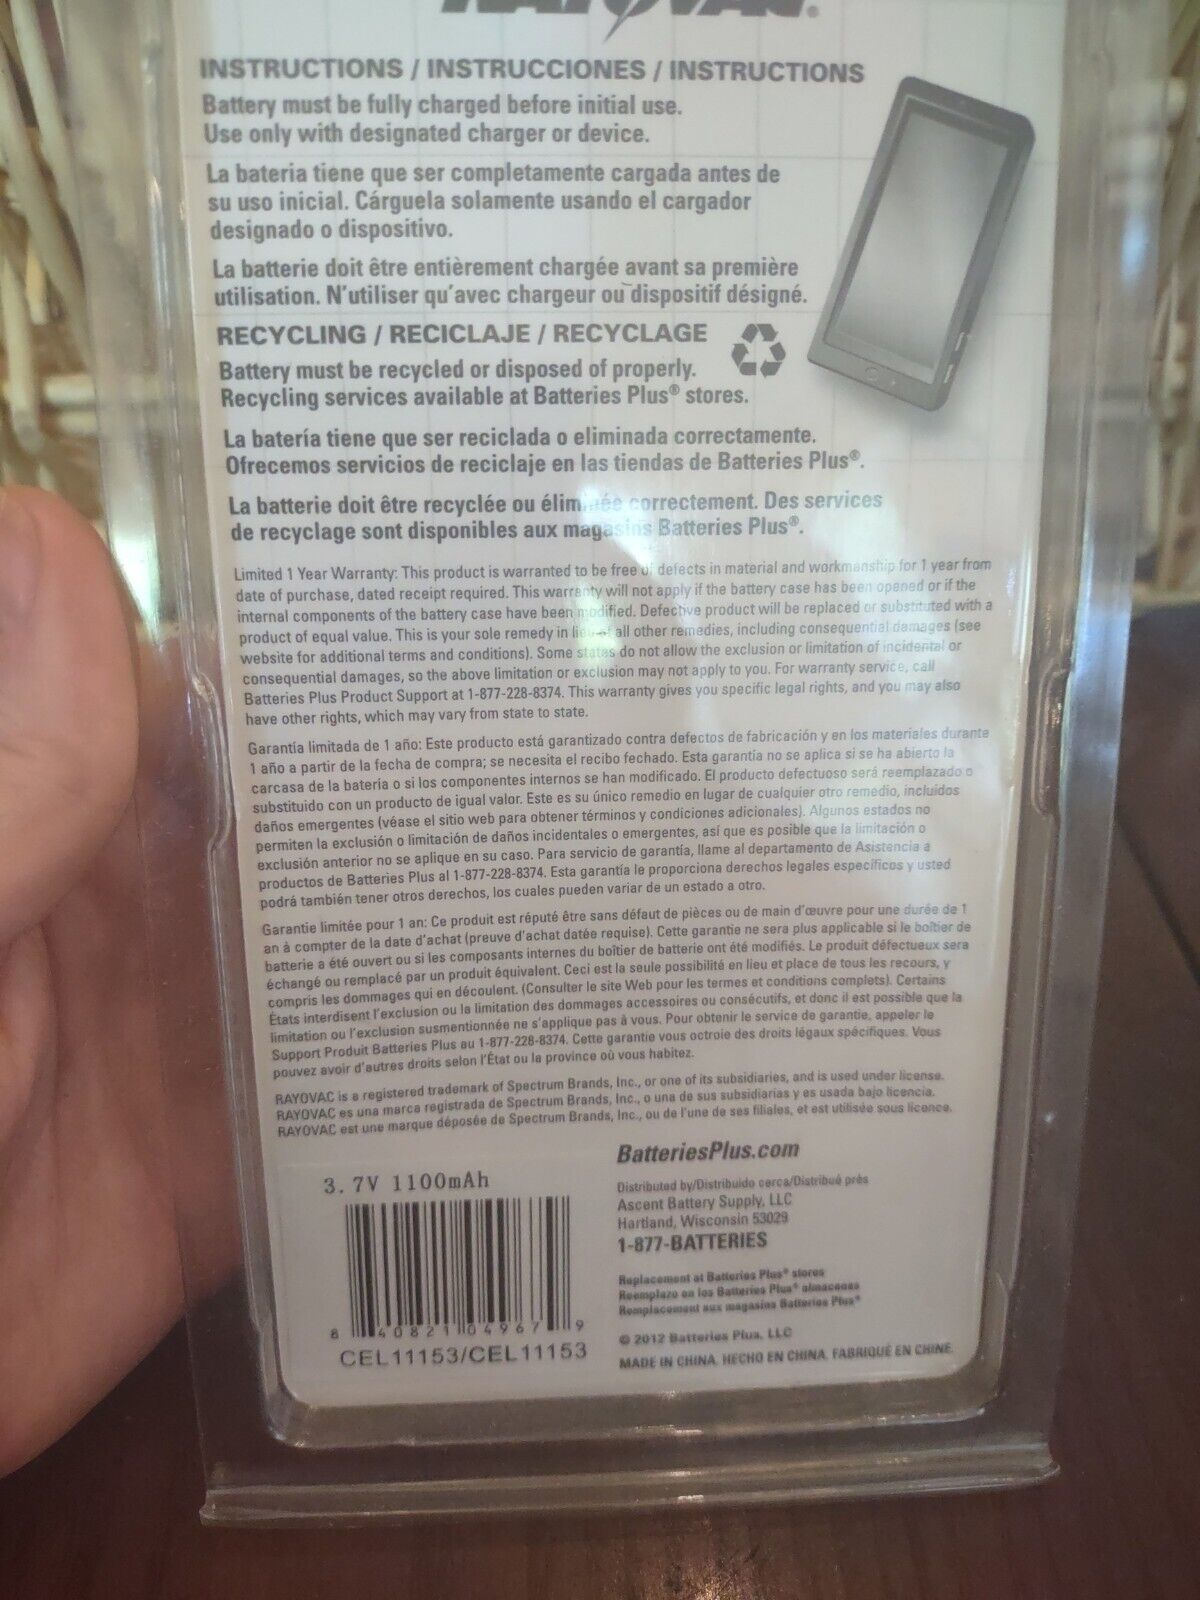 RAYOVAC®
INSTRUCTIONS / INSTRUCCIONES / INSTRUCTIONS
Battery must be fully charged before initial use.
Use only with designated charger or device.
La bateria tiene que ser completamente cargada antes de
su uso inicial. Cárguela solamente usando el cargador
designado o dispositivo.
La batterie doit être entièrement chargée avant sa première
utilisation. N'utiliser qu'avec chargeur ou dispositif désigné.
RECYCLING / RECICLAJE / RECYCLAGE
Battery must be recycled or disposed of properly.
Recycling services available at Batteries Plus® stores.
La batería tiene que ser reciclada o eliminada correctamente.
Ofrecemos servicios de reciclaje en las tiendas de Batteries Plus®.
La batterie doit être recyclée ou éliminée correctement. Des services
de recyclage sont disponibles aux magasins Batteries Plus®.
Limited 1 Year Warranty: This product is warranted to be free of defects in material and workmanship for 1 year from
date of purchase, dated receipt required. This warranty will not apply if the battery case has been opened or if the
internal components of the battery case have been modified. Defective product will be replaced or substituted with a
product of equal value. This is your sole remedy in lieu of all other remedies, including consequential damages (see
website for additional terms and conditions). Some states do not allow the exclusion or limitation of incidental or
consequential damages, so the above limitation or exclusion may not apply to you. For warranty service, call
Batteries Plus Product Support at 1-877-228-8374. This warranty gives you specific legal rights, and you may also
have other rights, which may vary from state to state.
Garantía limitada de 1 año: Este producto está garantizado contra defectos de fabricación y en los materiales durante
1 año a partir de la fecha de compra; se necesita el recibo fechado. Esta garantía no se aplica si se ha abierto la
carcasa de la batería o si los componentes internos se han modificado. El producto defectuoso será reemplazado o
substituido con un producto de igual valor. Este es su único remedio en lugar de cualquier otro remedio, incluidos
daños emergentes (véase el sitio web para obtener términos y condiciones adicionales). Algunos estados no
permiten la exclusión o limitación de daños incidentales o emergentes, así que es posible que la limitación o
exclusión anterior no se aplique en su caso. Para servicio de garantía, llame al departamento de Asistencia a
productos de Batteries Plus al 1-877-228-8374. Esta garantía le proporciona derechos legales específicos y usted
podrá también tener otros derechos, los cuales pueden variar de un estado a otro.
Garantie limitée pour 1 an: Ce produit est réputé être sans défaut de pièces ou de main d'œuvre pour une durée de 1
an à compter de la date d'achat (preuve d'achat datée requise). Cette garantie ne sera plus applicable si le boîtier de
batterie a été ouvert ou si les composants internes du boîtier de batterie ont été modifiés. Le produit défectueux sera
échangé ou remplacé par un produit équivalent. Ceci est la seule possibilité en lieu et place de tous les recours, y
compris les dommages qui en découlent. (Consulter le site Web pour les termes et conditions complets). Certains
États interdisent l'exclusion ou la limitation des dommages accessoires ou consécutifs, et donc il est possible que la
limitation ou l'exclusion susmentionnée ne s'applique pas à vous. Pour obtenir le service de garantie, appeler le
Support Produit Batteries Plus au 1-877-228-8374. Cette garantie vous octroie des droits légaux spécifiques. Vous
pouvez avoir d'autres droits selon l'État ou la province où vous habitez.
RAYOVAC is a registered trademark of Spectrum Brands, Inc., or one of its subsidiaries, and is used under license.
RAYOVAC es una marca registrada de Spectrum Brands, Inc., o una de sus subsidiarias y es usada bajo licencia.
RAYOVAC est une marque déposée de Spectrum Brands, Inc., ou de l'une de ses filiales, et est utilisée sous licence.
3.7V 1100mAh
8 40821 04967 9
CEL11153/CEL11153
BatteriesPlus.com
Distributed by/Distribuido cerca/Distribué près
Ascent Battery Supply, LLC
Hartland, Wisconsin 53029
1-877-BATTERIES
Replacement at Batteries Plus® stores
Reemplazo en los Batteries Plus® almacenes
Remplacement aux magasins Batteries Plus®
© 2012 Batteries Plus, LLC
MADE IN CHINA. HECHO EN CHINA. FABRIQUÉ EN CHINE.